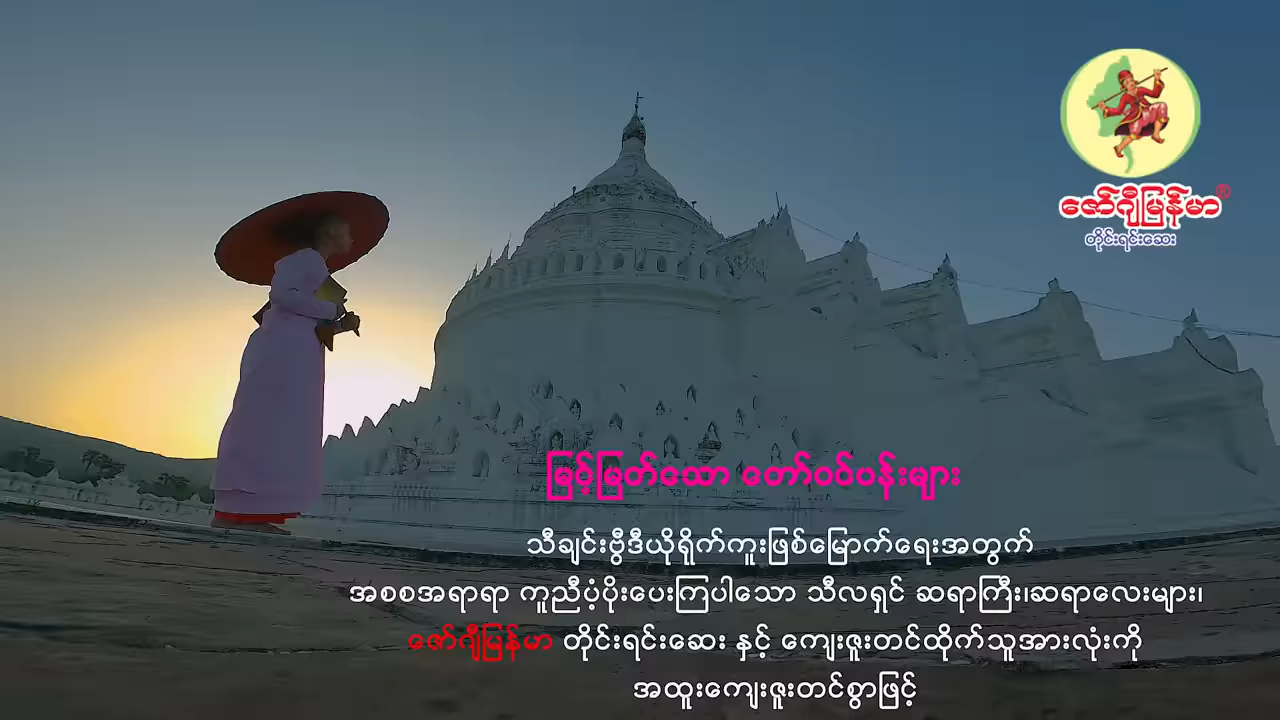 ဇော်ဂျီမြန်မာ®
တိုင်းရင်းဆေး
မြင့်မြတ်သော တော်ဝင်ပန်းများ
သီချင်းဗွီဒီယိုရိုက်ကူးဖြစ်မြောက်ရေးအတွက်
အစစအရာရာ ကူညီပံ့ပိုးပေးကြပါသော သီလရှင် ဆရာကြီး၊ဆရာလေးများ၊
ဇော်ဂျီမြန်မာ တိုင်းရင်းဆေး နှင့် ကျေးဇူးတင်ထိုက်သူအားလုံးကို
အထူးကျေးဇူးတင်စွာဖြင့်